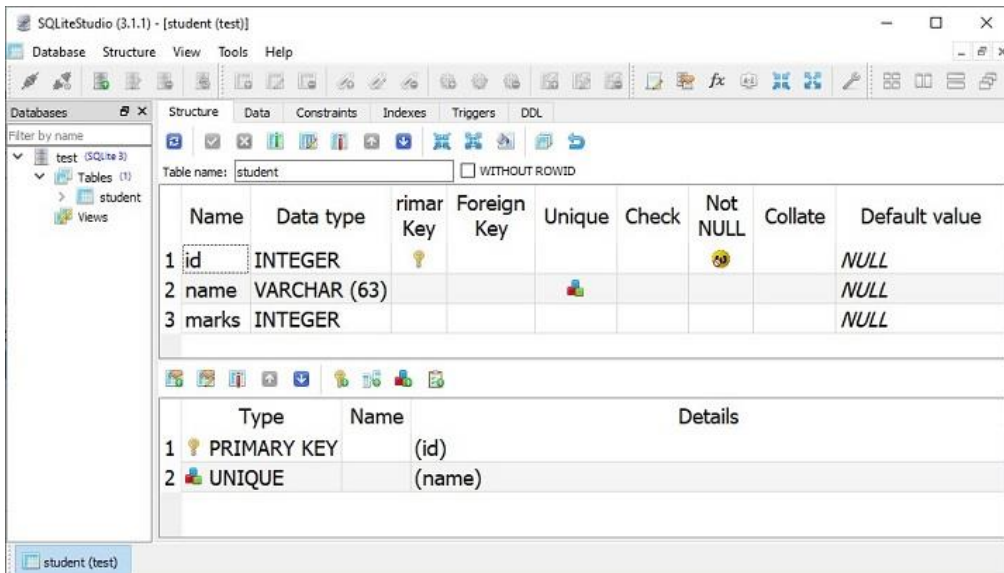 SQLiteStudio (3.1.1) - [student (test)]
Database Structure View Tools Help
Databases
Filter by name
test (SQLite 3)
Tables (1)
student
Views
Structure Data Constraints Indexes Triggers DDL
Table name: student WITHOUT ROWID
Name Data type rimar Key Foreign Key Unique Check Not NULL Collate Default value
1 id INTEGER NULL
2 name VARCHAR (63) NULL
3 marks INTEGER NULL
Type Name Details
1 PRIMARY KEY (id)
2 UNIQUE (name)
student (test)